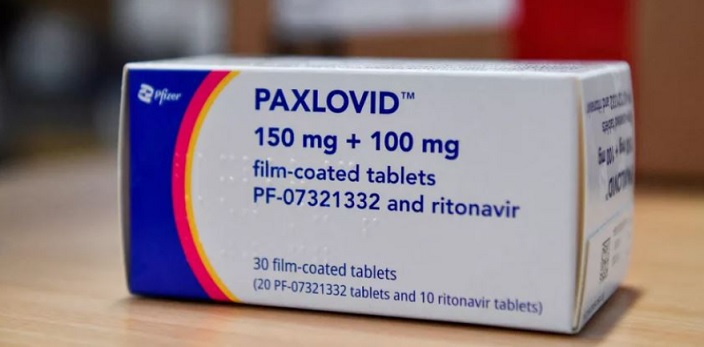 Pfizer
PAXLOVID™
150 mg + 100 mg
film-coated tablets
PF-07321332 and ritonavir
30 film-coated tablets
(20 PF-07321332 tablets and 10 ritonavir tablets)